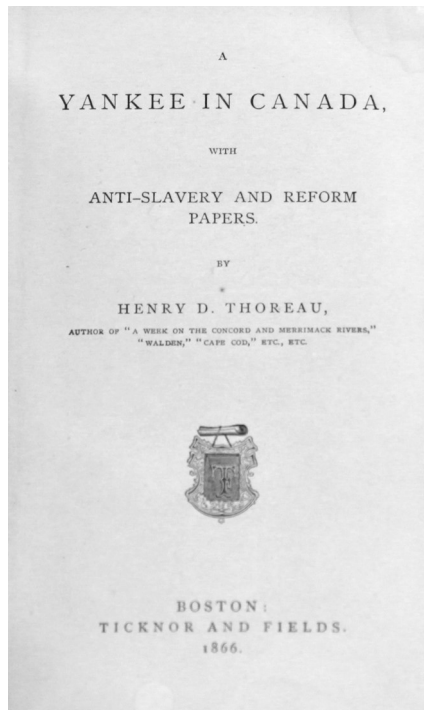 A
YANKEE IN CANADA,
WITH
ANTI-SLAVERY AND REFORM
PAPERS.
BY
HENRY D. THOREAU,
AUTHOR OF "A WEEK ON THE CONCORD AND MERRIMACK RIVERS,"
"WALDEN," "CAPE COD," ETC., ETC.
TF
BOSTON:
TICKNOR AND FIELDS.
1866.